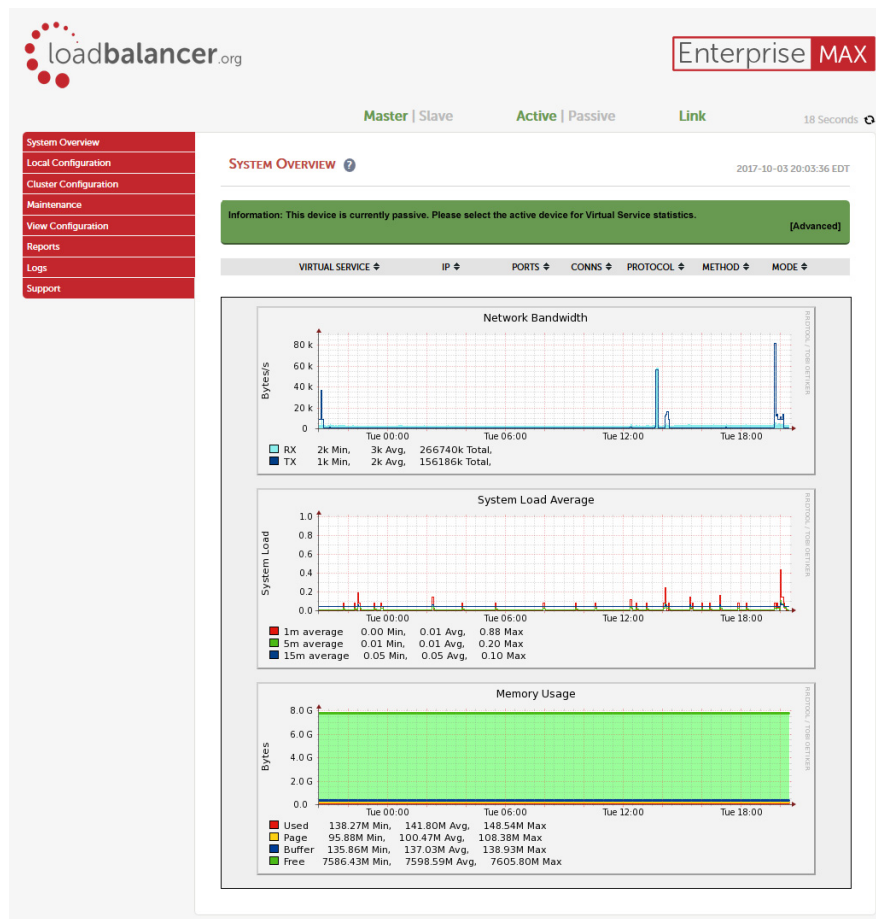 loadbalancer.org
Enterprise MAX
Master | Slave
Active | Passive
Link
18 Seconds
System Overview
Local Configuration
Cluster Configuration
Maintenance
View Configuration
Reports
Logs
Support
SYSTEM OVERVIEW ?
2017-10-03 20:03:36 EDT
Information: This device is currently passive. Please select the active device for Virtual Service statistics.
[Advanced]
VIRTUAL SERVICE IP PORTS CONNS PROTOCOL METHOD MODE
Network Bandwidth
RRDTOOL / TOBI OETIKER
Bytes/s
80 k
60 k
40 k
20 k
0
Tue 00:00 Tue 06:00 Tue 12:00 Tue 18:00
RX 2k Min, 3k Avg, 266740k Total,
TX 1k Min, 2k Avg, 156186k Total,
System Load Average
RRDTOOL / TOBI OETIKER
System Load
1.0
0.8
0.6
0.4
0.2
0.0
Tue 00:00 Tue 06:00 Tue 12:00 Tue 18:00
1m average 0.00 Min, 0.01 Avg, 0.88 Max
5m average 0.01 Min, 0.01 Avg, 0.20 Max
15m average 0.05 Min, 0.05 Avg, 0.10 Max
Memory Usage
RRDTOOL / TOBI OETIKER
Bytes
8.0 G
6.0 G
4.0 G
2.0 G
0.0
Tue 00:00 Tue 06:00 Tue 12:00 Tue 18:00
Used 138.27M Min, 141.80M Avg, 148.54M Max
Page 95.88M Min, 100.47M Avg, 108.38M Max
Buffer 135.86M Min, 137.03M Avg, 138.93M Max
Free 7586.43M Min, 7598.59M Avg, 7605.80M Max